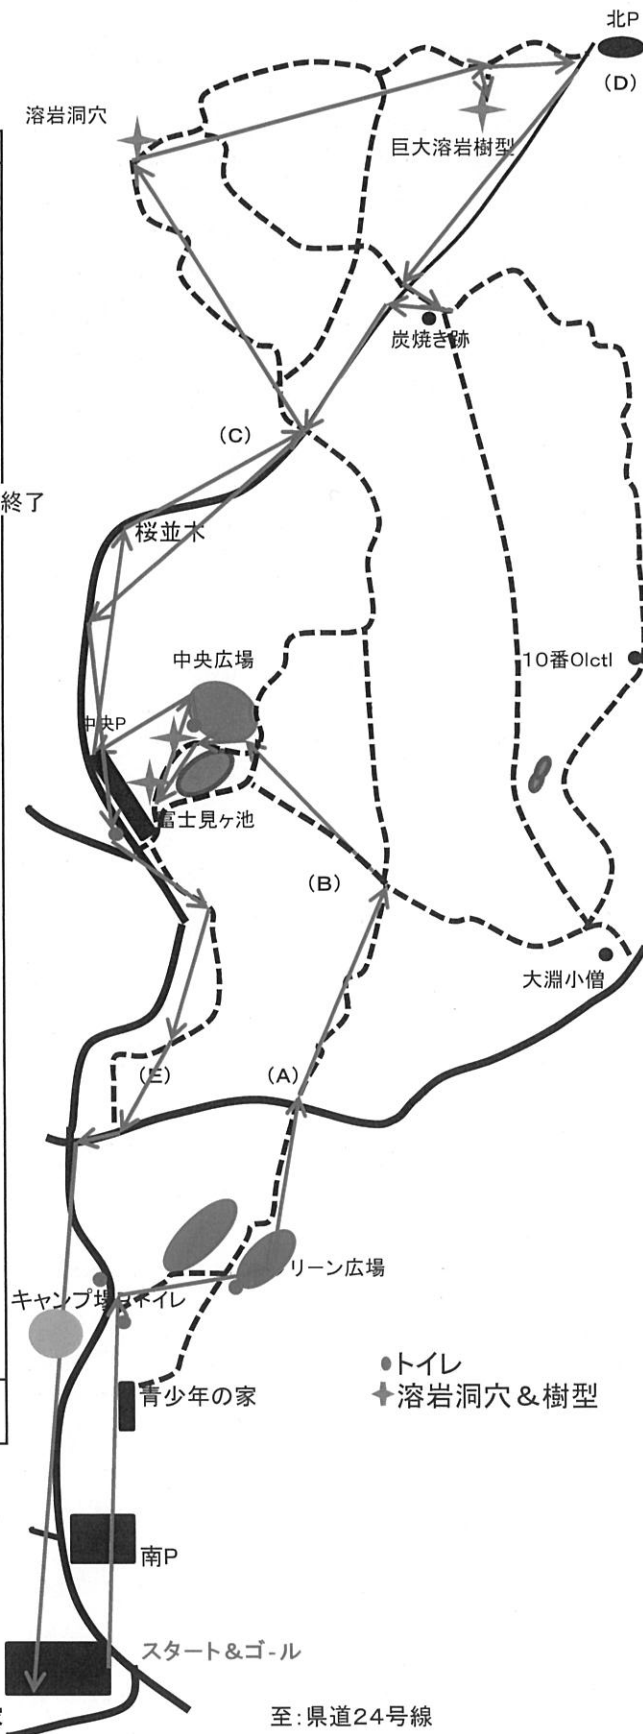 北P
(D)
溶岩洞穴
巨大溶岩樹型
炭焼き跡
(C)
終了
桜並木
中央広場
10番Olctl
中央P
富士見ヶ池
(B)
大淵小僧
(E)
(A)
リーン広場
キャンプ場
トイレ
トイレ
溶岩洞穴&樹型
青少年の家
南P
スタート&ゴール
至:県道24号線